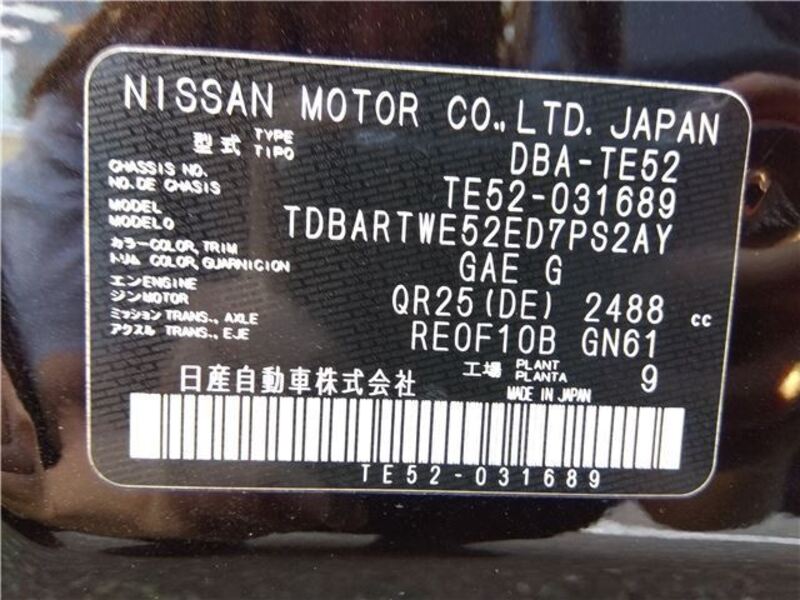 NISSAN MOTOR CO.,LTD. JAPAN
型式 TYPE TIPO DBA-TE52
CHASSIS NO. NO.DE CHASIS TE52-031689
MODEL MODELO TDBARTWE52ED7PS2AY
カラー COLOR, TRIM トリム COLOR, GUARNICION GAE G
エンジン ENGINE MOTOR QR25(DE) 2488 cc
ミッション TRANS., AXLE アクスル TRANS., EJE RE0F10B GN61
工場 PLANT PLANTA 9
日産自動車株式会社 MADE IN JAPAN
TE52-031689